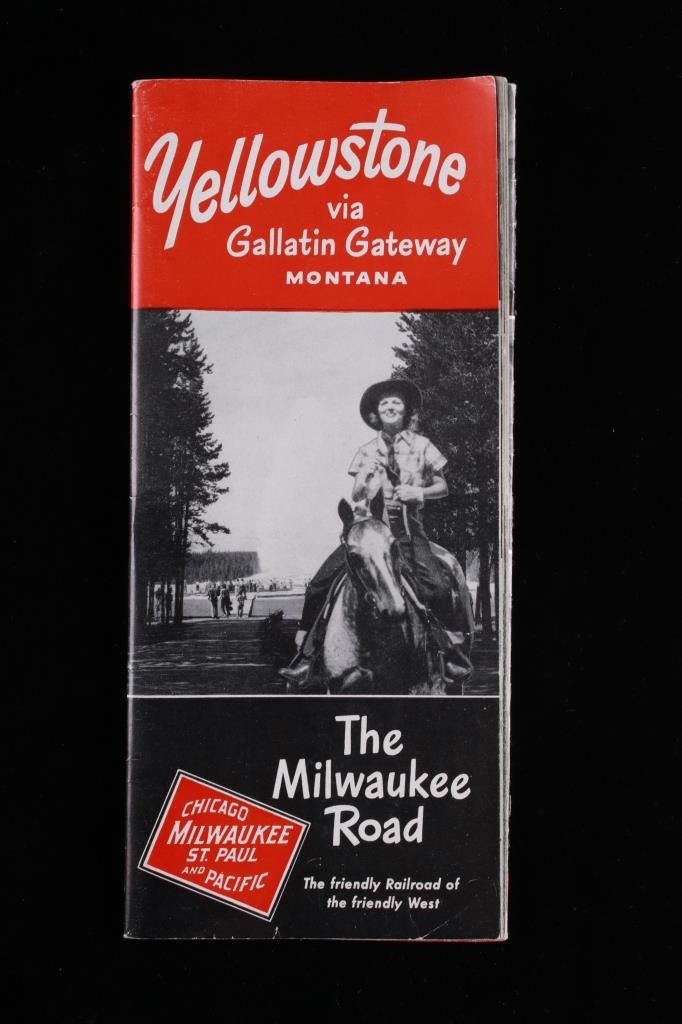 Yellowstone
via
Gallatin Gateway
MONTANA
The
Milwaukee
Road
CHICAGO
MILWAUKEE
ST. PAUL
AND PACIFIC
The friendly Railroad of
the friendly West